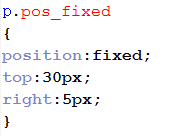 p.pos_fixed
{
position:fixed;
top:30px;
right:5px;
}